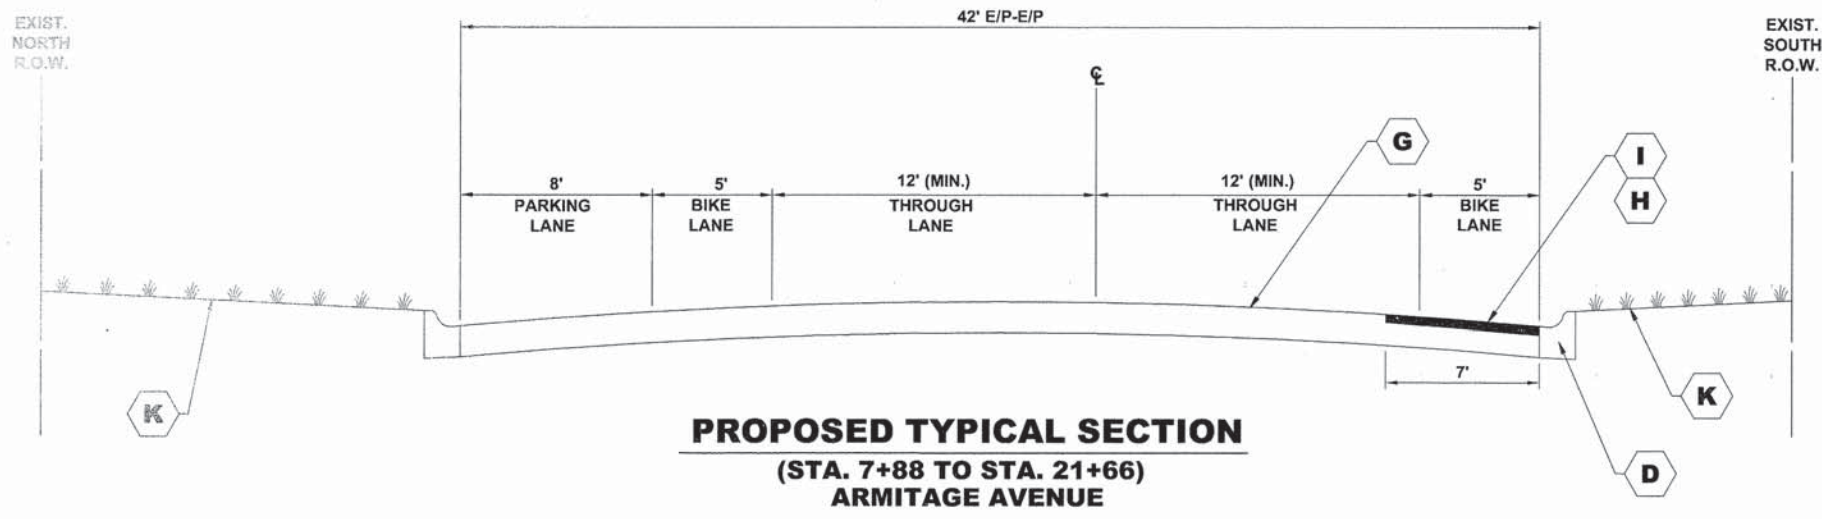 EXIST.
NORTH
R.O.W.
42' E/P-E/P
EXIST.
SOUTH
R.O.W.
℄
G
I
H
8'
PARKING
LANE
5'
BIKE
LANE
12' (MIN.)
THROUGH
LANE
12' (MIN.)
THROUGH
LANE
5'
BIKE
LANE
7'
K
K
D
PROPOSED TYPICAL SECTION
(STA. 7+88 TO STA. 21+66)
ARMITAGE AVENUE